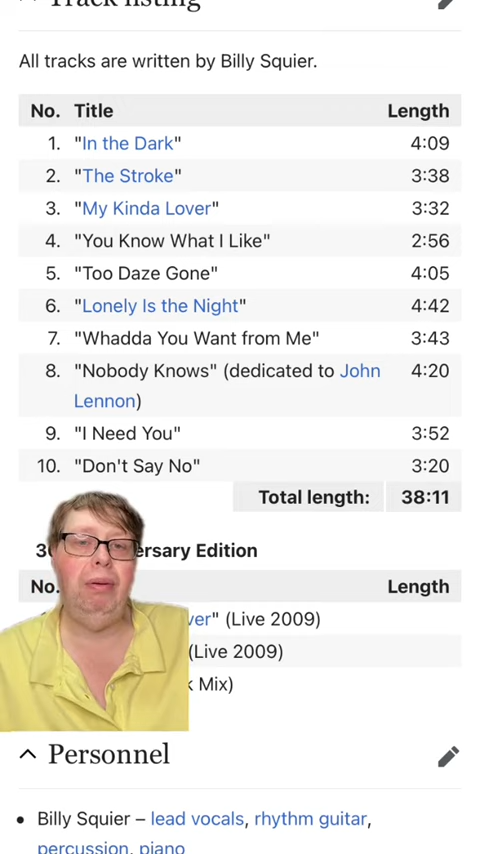 Track listing
All tracks are written by Billy Squier.
No. Title Length
1. "In the Dark" 4:09
2. "The Stroke" 3:38
3. "My Kinda Lover" 3:32
4. "You Know What I Like" 2:56
5. "Too Daze Gone" 4:05
6. "Lonely Is the Night" 4:42
7. "Whadda You Want from Me" 3:43
8. "Nobody Knows" (dedicated to John 4:20
Lennon)
9. "I Need You" 3:52
10. "Don't Say No" 3:20
Total length: 38:11
Edition
No. Length
(Live 2009)
(Live 2009)
Mix)
Personnel
• Billy Squier – lead vocals, rhythm guitar,
percussion, piano